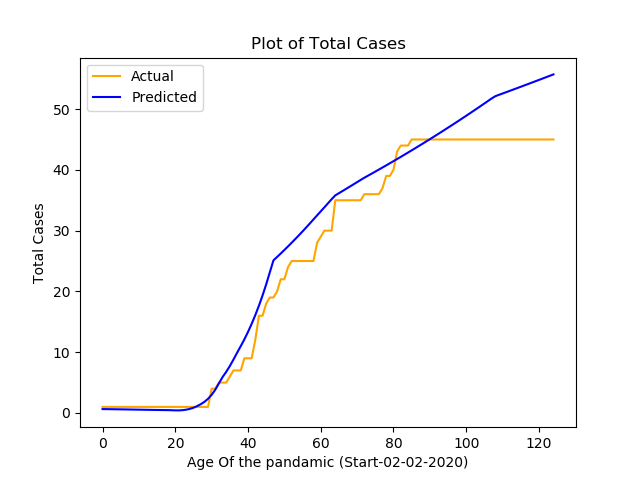 Plot of Total Cases
Actual
Predicted
50
40
30
20
10
0
Total Cases
0 20 40 60 80 100 120
Age Of the pandamic (Start-02-02-2020)